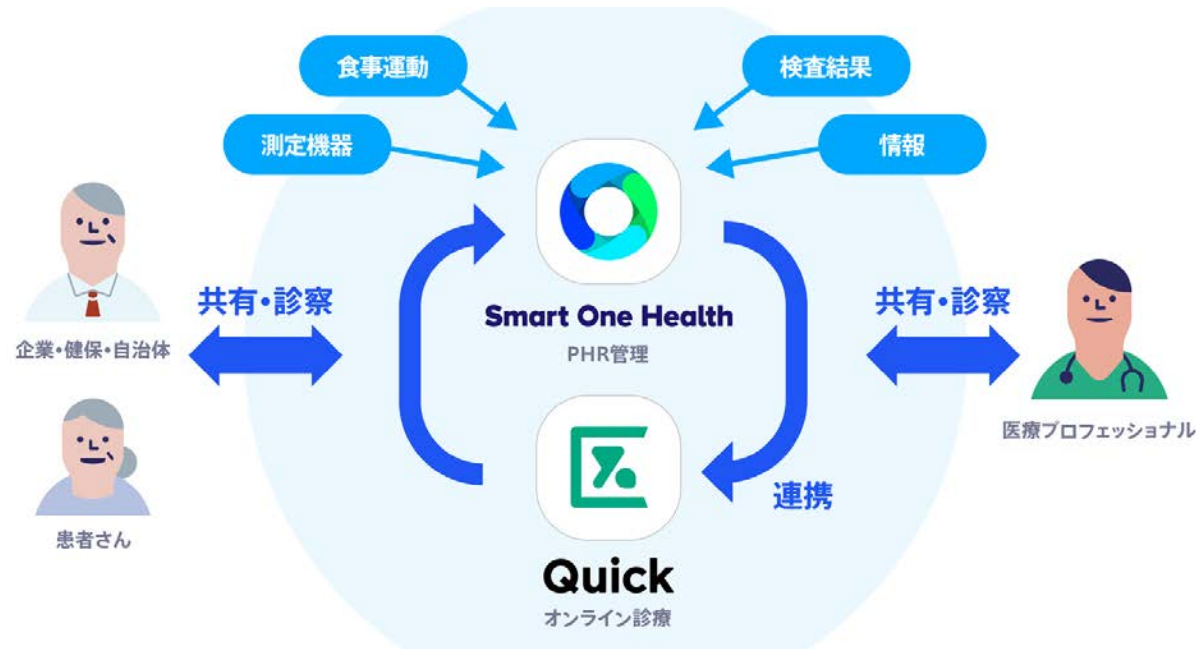 食事運動
検査結果
測定機器
情報
共有・診察
共有・診察
Smart One Health
PHR管理
企業・健保・自治体
医療プロフェッショナル
連携
患者さん
Quick
オンライン診療